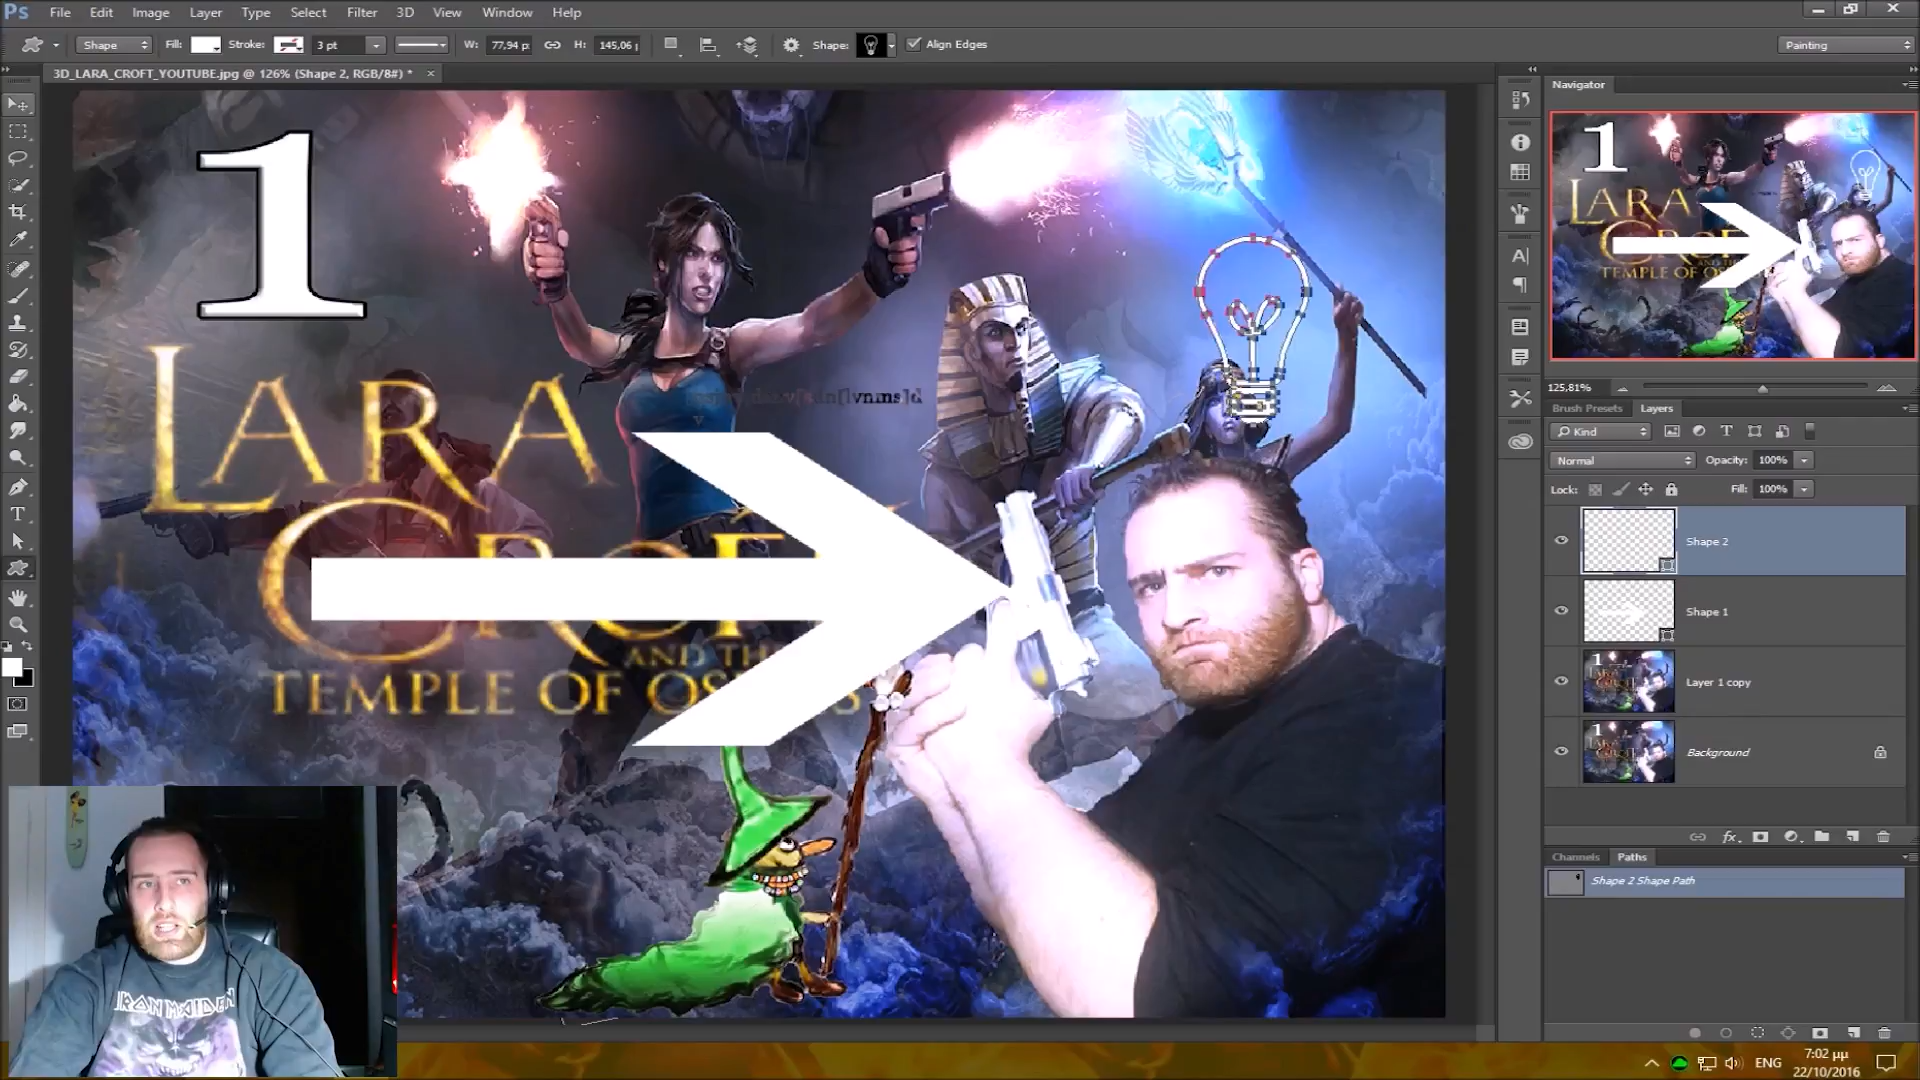 Ps File Edit Image Layer Type Select Filter 3D View Window Help
Shape Fill: Stroke: 3 pt W: 77,94 p: H: 145,06 Shape: Align Edges Painting
3D_LARA_CROFT_YOUTUBE.jpg @ 126% (Shape 2, RGB/8#) *
Navigator
1
LARA
CROF
AND THE
TEMPLE OF OS S
125,81%
Brush Presets Layers
Kind
Normal Opacity: 100%
Lock: Fill: 100%
Shape 2
Shape 1
Layer 1 copy
Background
fx
Channels Paths
Shape 2 Shape Path
IRON MAIDEN
ENG
7:02 μμ
22/10/2016